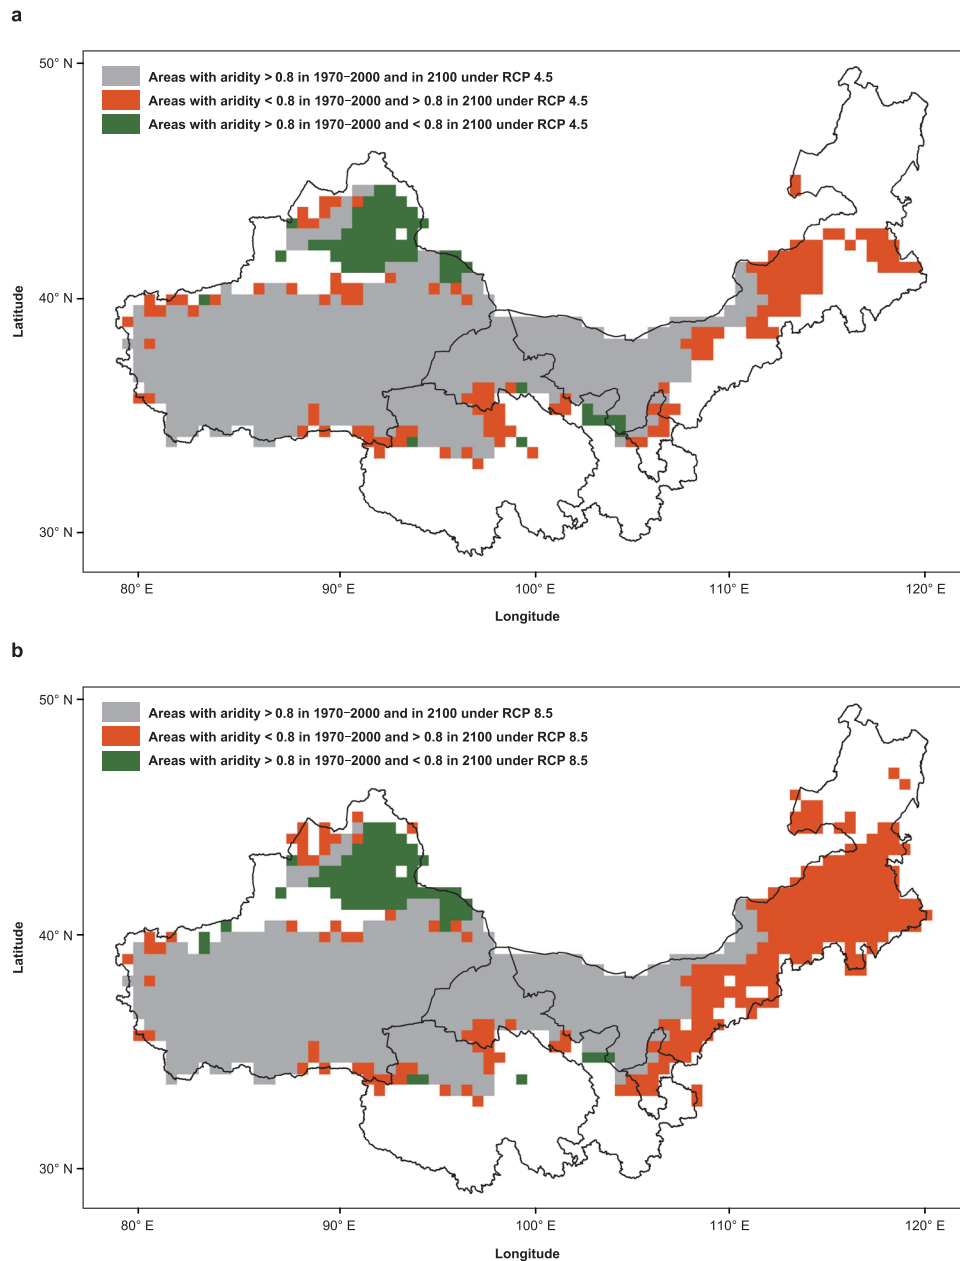 a
50° N
Areas with aridity > 0.8 in 1970–2000 and in 2100 under RCP 4.5
Areas with aridity < 0.8 in 1970–2000 and > 0.8 in 2100 under RCP 4.5
Areas with aridity > 0.8 in 1970–2000 and < 0.8 in 2100 under RCP 4.5
Latitude
40° N
30° N
80° E
90° E
100° E
110° E
120° E
Longitude
b
50° N
Areas with aridity > 0.8 in 1970–2000 and in 2100 under RCP 8.5
Areas with aridity < 0.8 in 1970–2000 and > 0.8 in 2100 under RCP 8.5
Areas with aridity > 0.8 in 1970–2000 and < 0.8 in 2100 under RCP 8.5
Latitude
40° N
30° N
80° E
90° E
100° E
110° E
120° E
Longitude